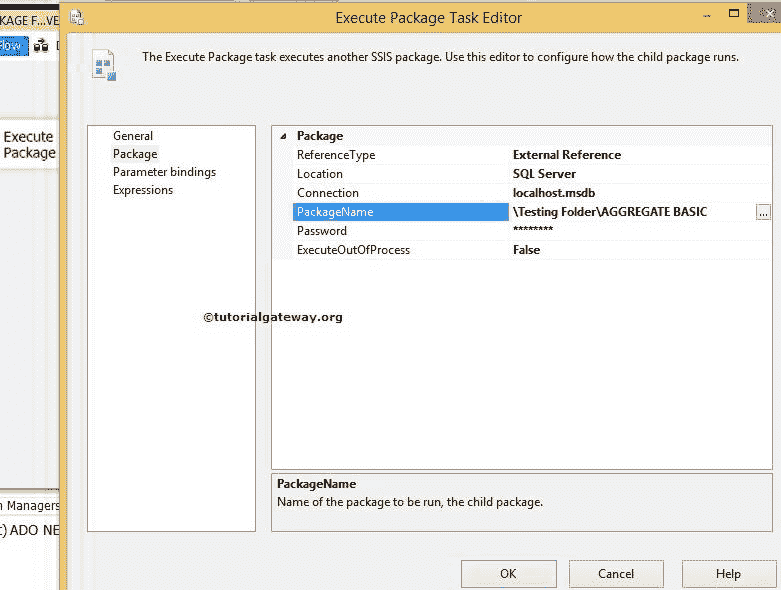 KAGE F...VE
Execute Package Task Editor
low
The Execute Package task executes another SSIS package. Use this editor to configure how the child package runs.
Execute
Package
General
Package
Parameter bindings
Expressions
Package
ReferenceType External Reference
Location SQL Server
Connection localhost.msdb
PackageName \Testing Folder\AGGREGATE BASIC ...
Password ********
ExecuteOutOfProcess False
©tutorialgateway.org
PackageName
Name of the package to be run, the child package.
n Managers
:) ADO NE
OK Cancel Help